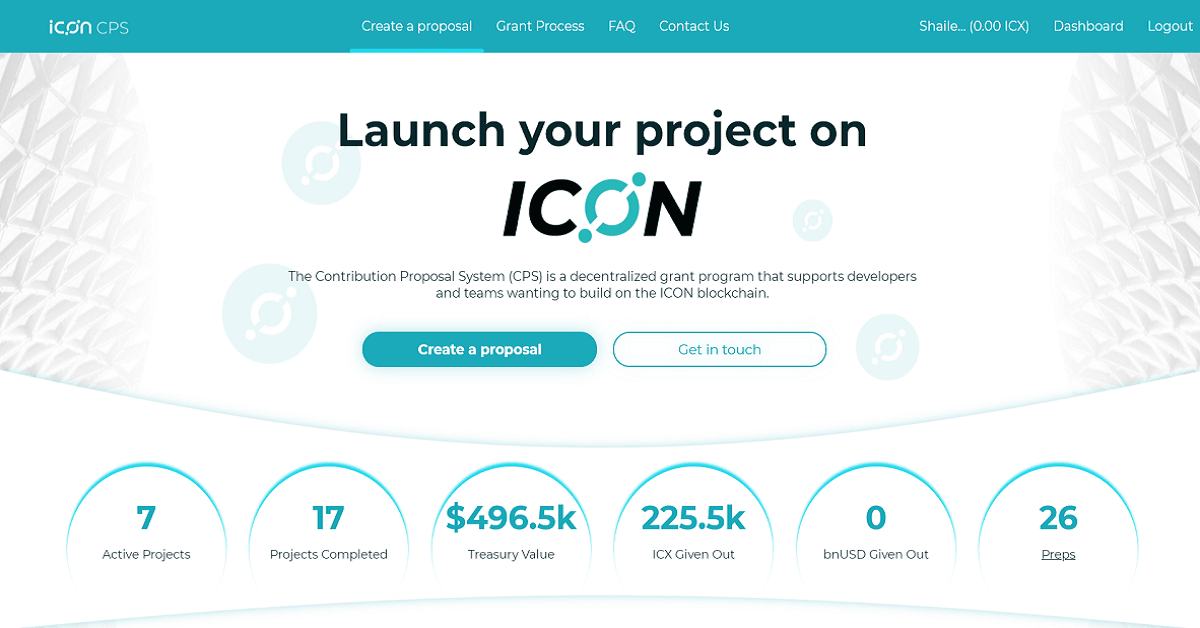 icon CPS
Create a proposal
Grant Process
FAQ
Contact Us
Shaile... (0.00 ICX)
Dashboard
Logout
Launch your project on
ICON
The Contribution Proposal System (CPS) is a decentralized grant program that supports developers
and teams wanting to build on the ICON blockchain.
Create a proposal
Get in touch
7
Active Projects
17
Projects Completed
$496.5k
Treasury Value
225.5k
ICX Given Out
0
bnUSD Given Out
26
Preps